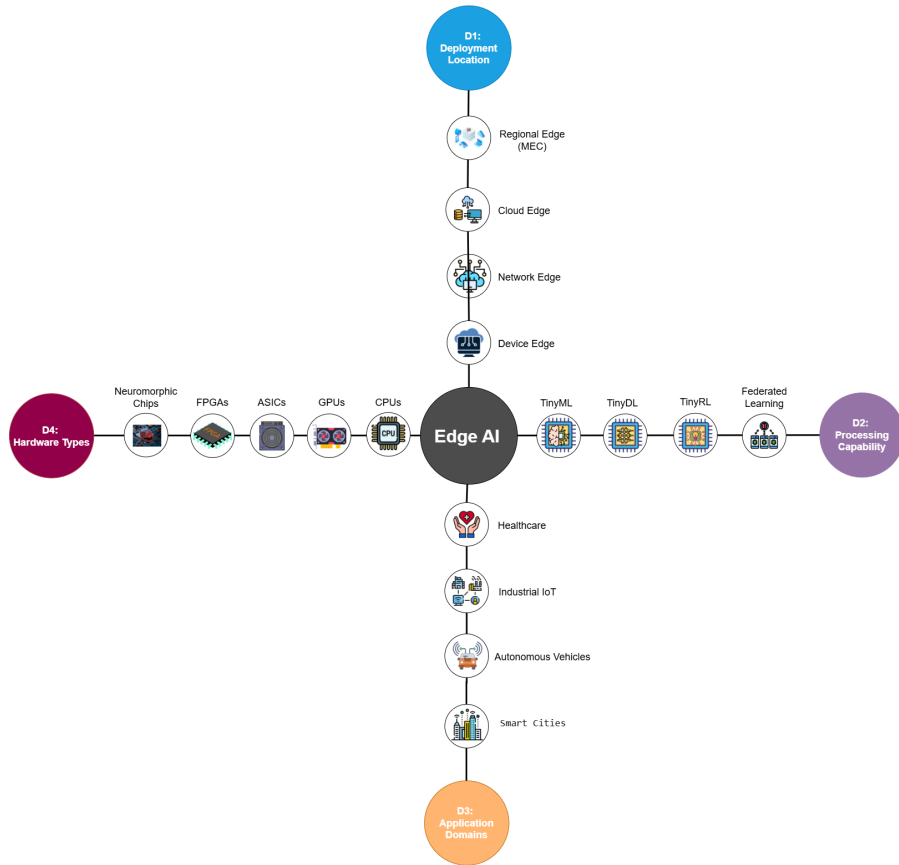 D1:
Deployment
Location
Regional Edge
(MEC)
Cloud Edge
Network Edge
Device Edge
D4:
Hardware Types
Neuromorphic
Chips
FPGAs
ASICs
GPUs
CPUs
CPU
Edge AI
TinyML
TinyDL
TinyRL
Federated
Learning
D2:
Processing
Capability
Healthcare
Industrial IoT
Autonomous Vehicles
Smart Cities
D3:
Application
Domains